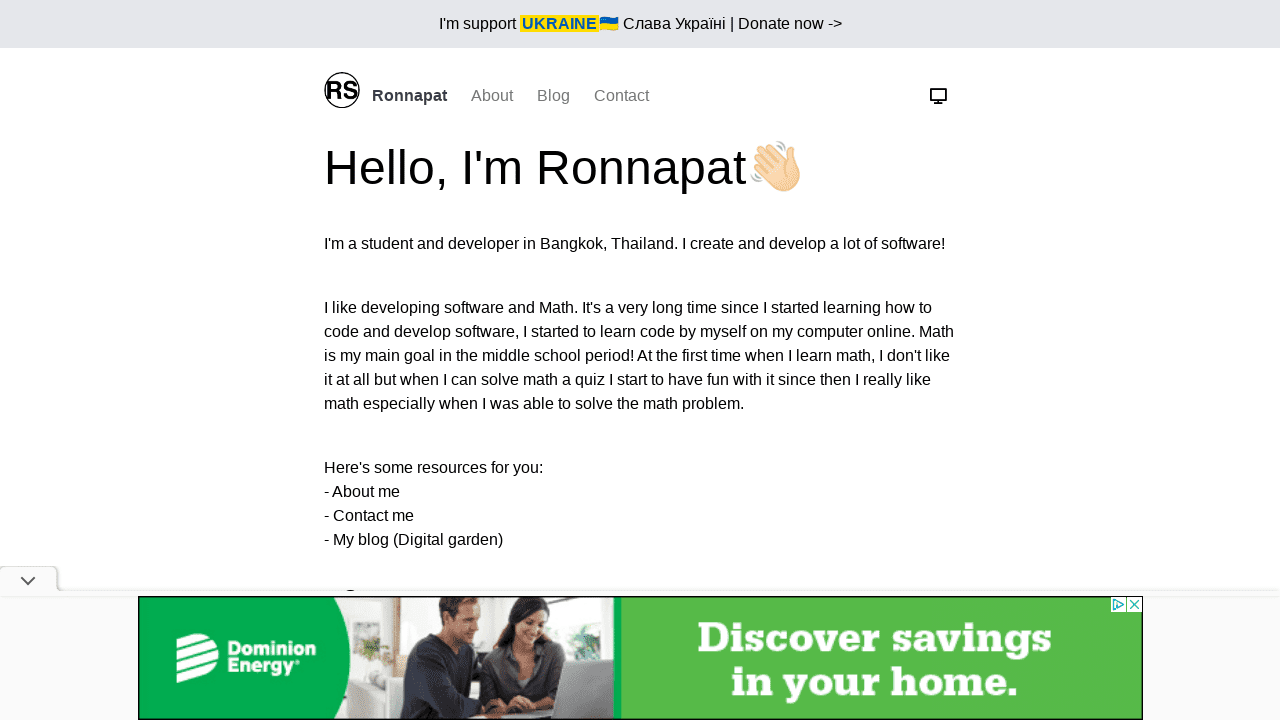 I'm support UKRAINE🇺🇦 Слава Україні | Donate now ->
RS Ronnapat About Blog Contact
Hello, I'm Ronnapat👋🏻
I'm a student and developer in Bangkok, Thailand. I create and develop a lot of software!
I like developing software and Math. It's a very long time since I started learning how to
code and develop software, I started to learn code by myself on my computer online. Math
is my main goal in the middle school period! At the first time when I learn math, I don't like
it at all but when I can solve math a quiz I start to have fun with it since then I really like
math especially when I was able to solve the math problem.
Here's some resources for you:
- About me
- Contact me
- My blog (Digital garden)
Dominion
Energy®
Discover savings
in your home.